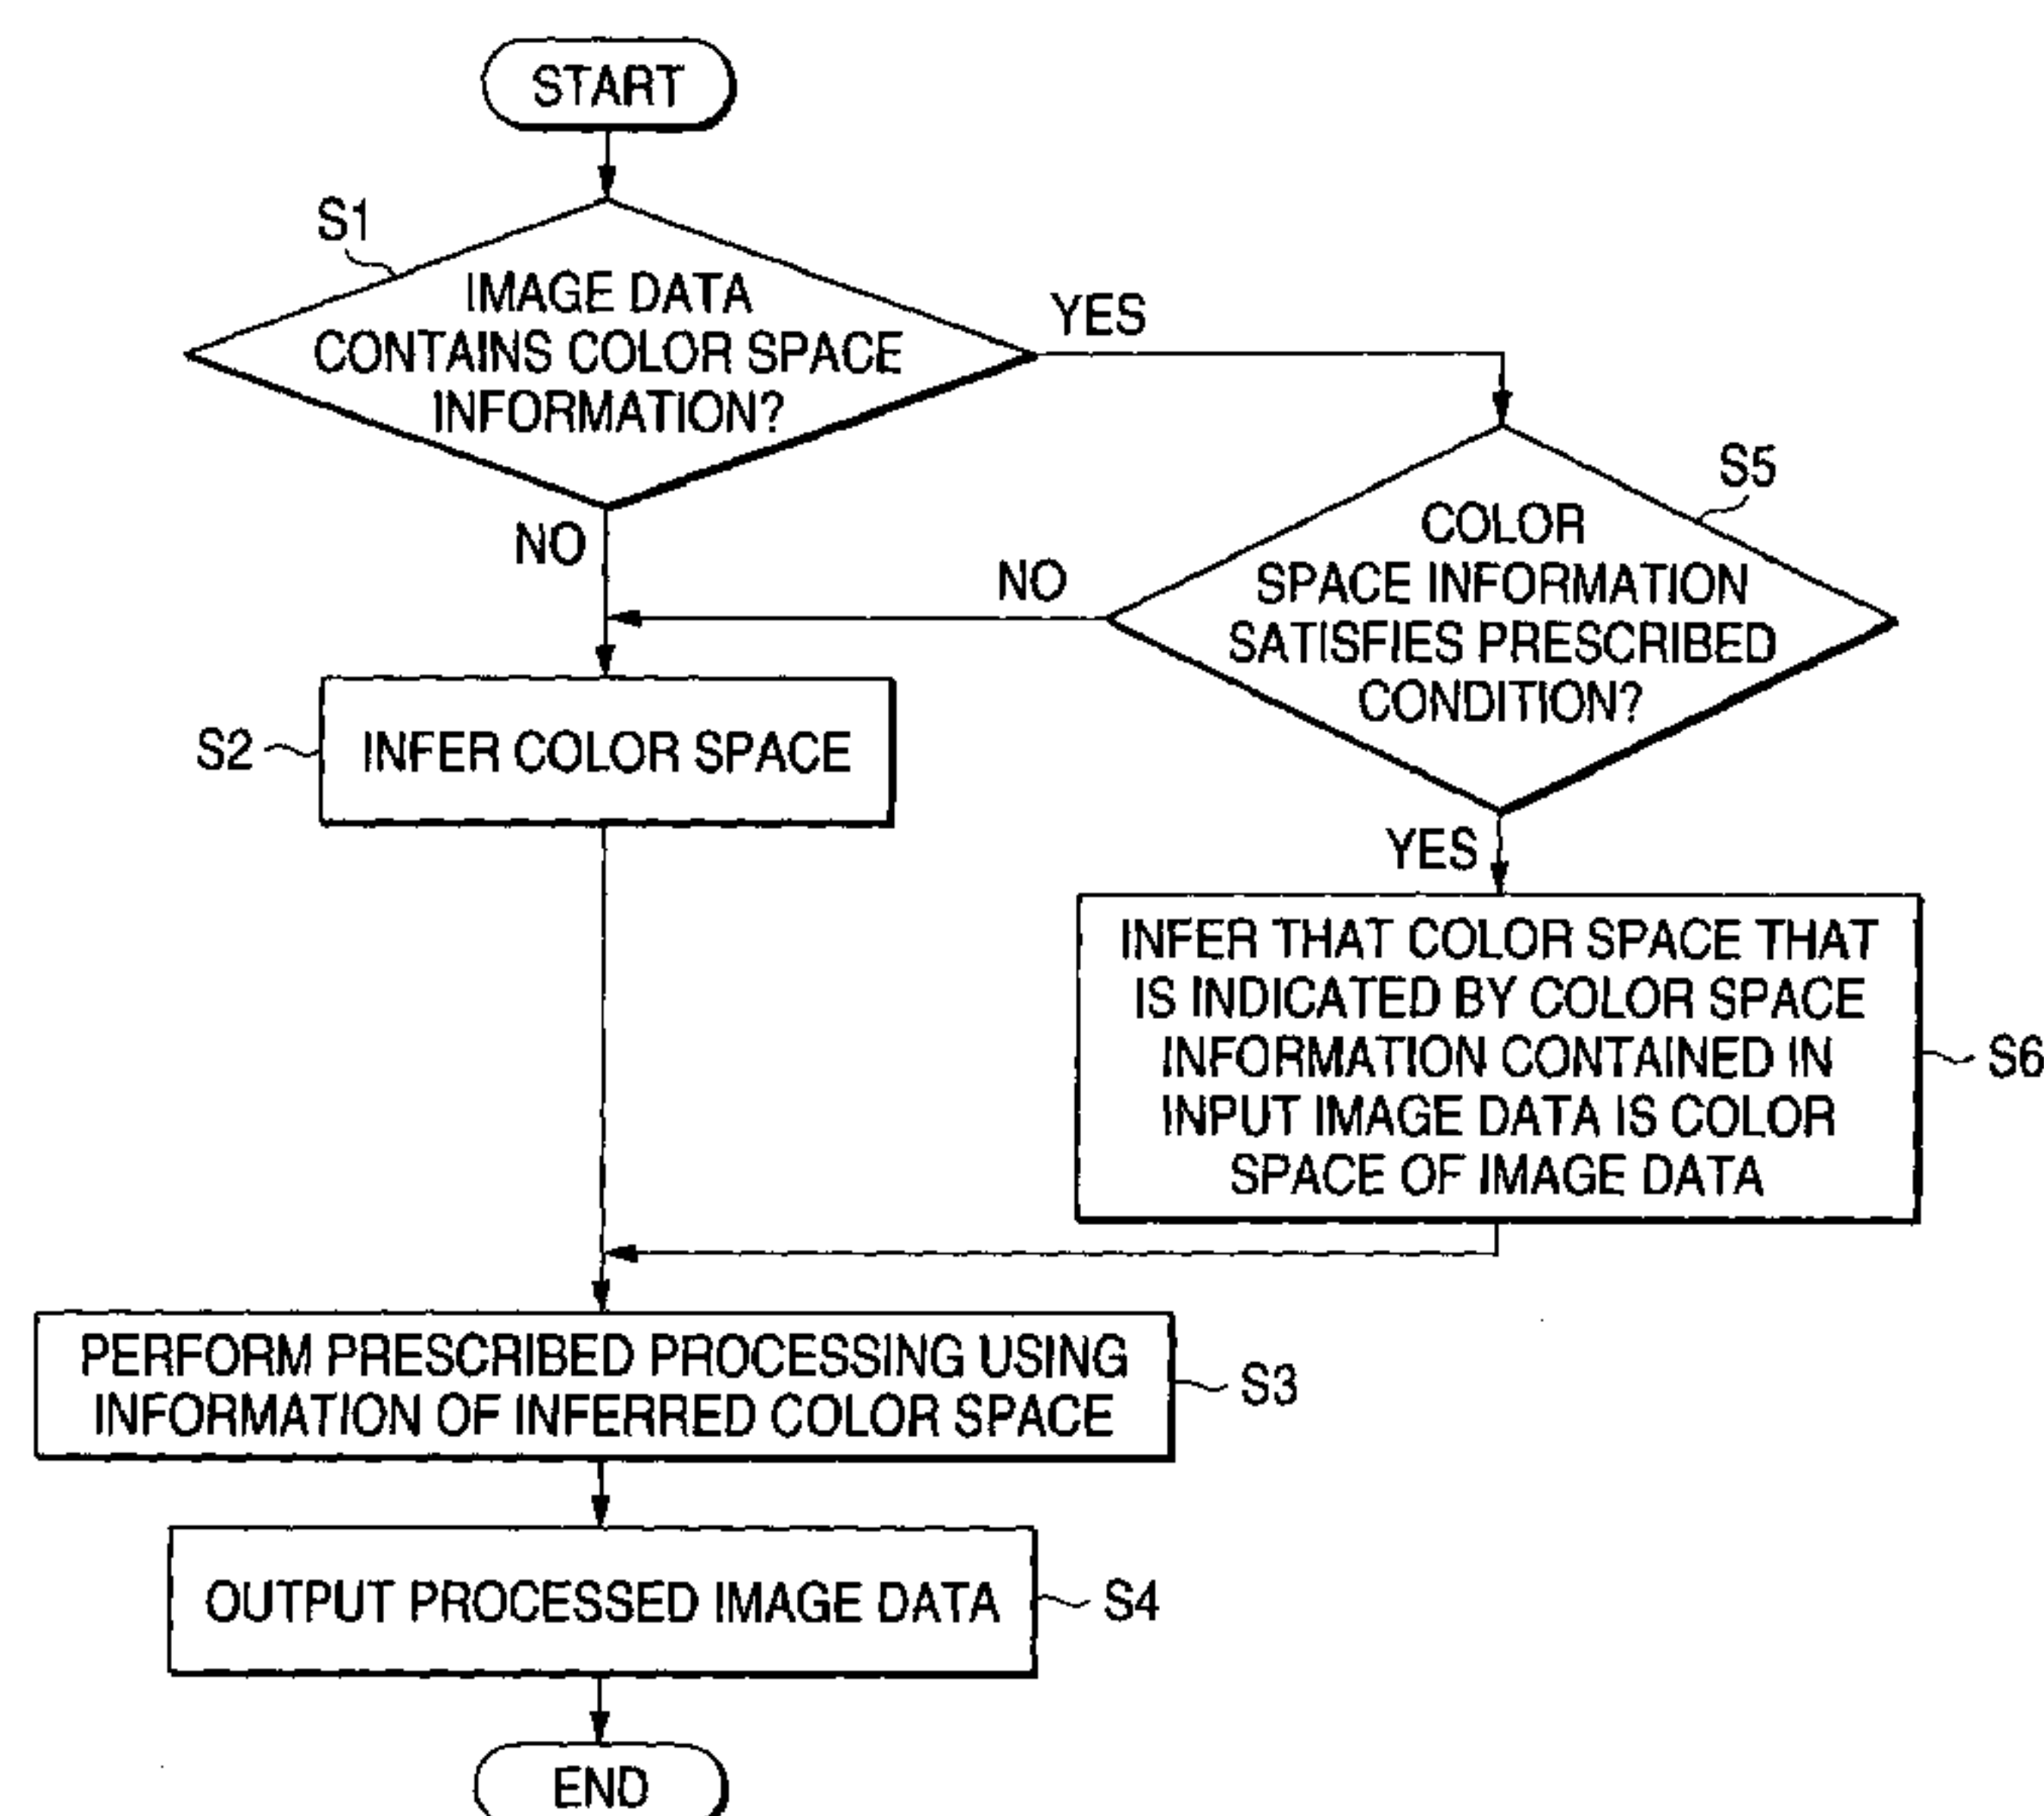 START
S1
IMAGE DATA
CONTAINS COLOR SPACE
INFORMATION?
YES
NO
S5
COLOR
SPACE INFORMATION
SATISFIES PRESCRIBED
CONDITION?
NO
YES
S2
INFER COLOR SPACE
INFER THAT COLOR SPACE THAT
IS INDICATED BY COLOR SPACE
INFORMATION CONTAINED IN
INPUT IMAGE DATA IS COLOR
SPACE OF IMAGE DATA
S6
PERFORM PRESCRIBED PROCESSING USING
INFORMATION OF INFERRED COLOR SPACE
S3
OUTPUT PROCESSED IMAGE DATA
S4
END